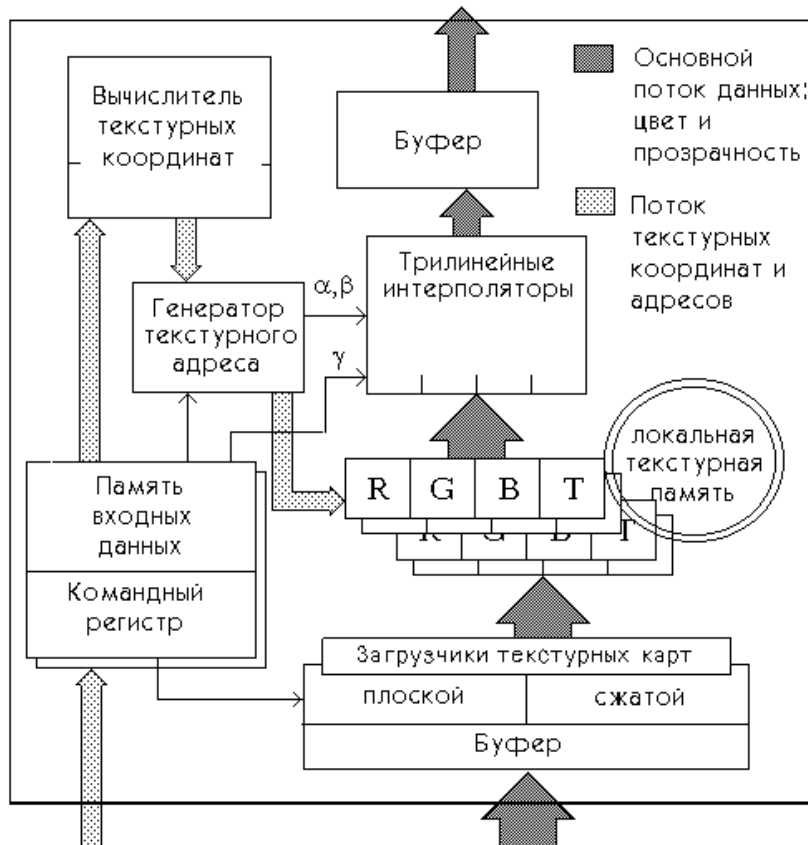 Вычислитель
текстурных
координат
Буфер
Основной
поток данных:
цвет и
прозрачность
Поток
текстурных
координат и
адресов
Трилинейные
интерполяторы
α,β
Генератор
текстурного
адреса
γ
локальная
текстурная
память
R G B T
R G B T
Память
входных
данных
Командный
регистр
Загрузчики текстурных карт
плоской сжатой
Буфер